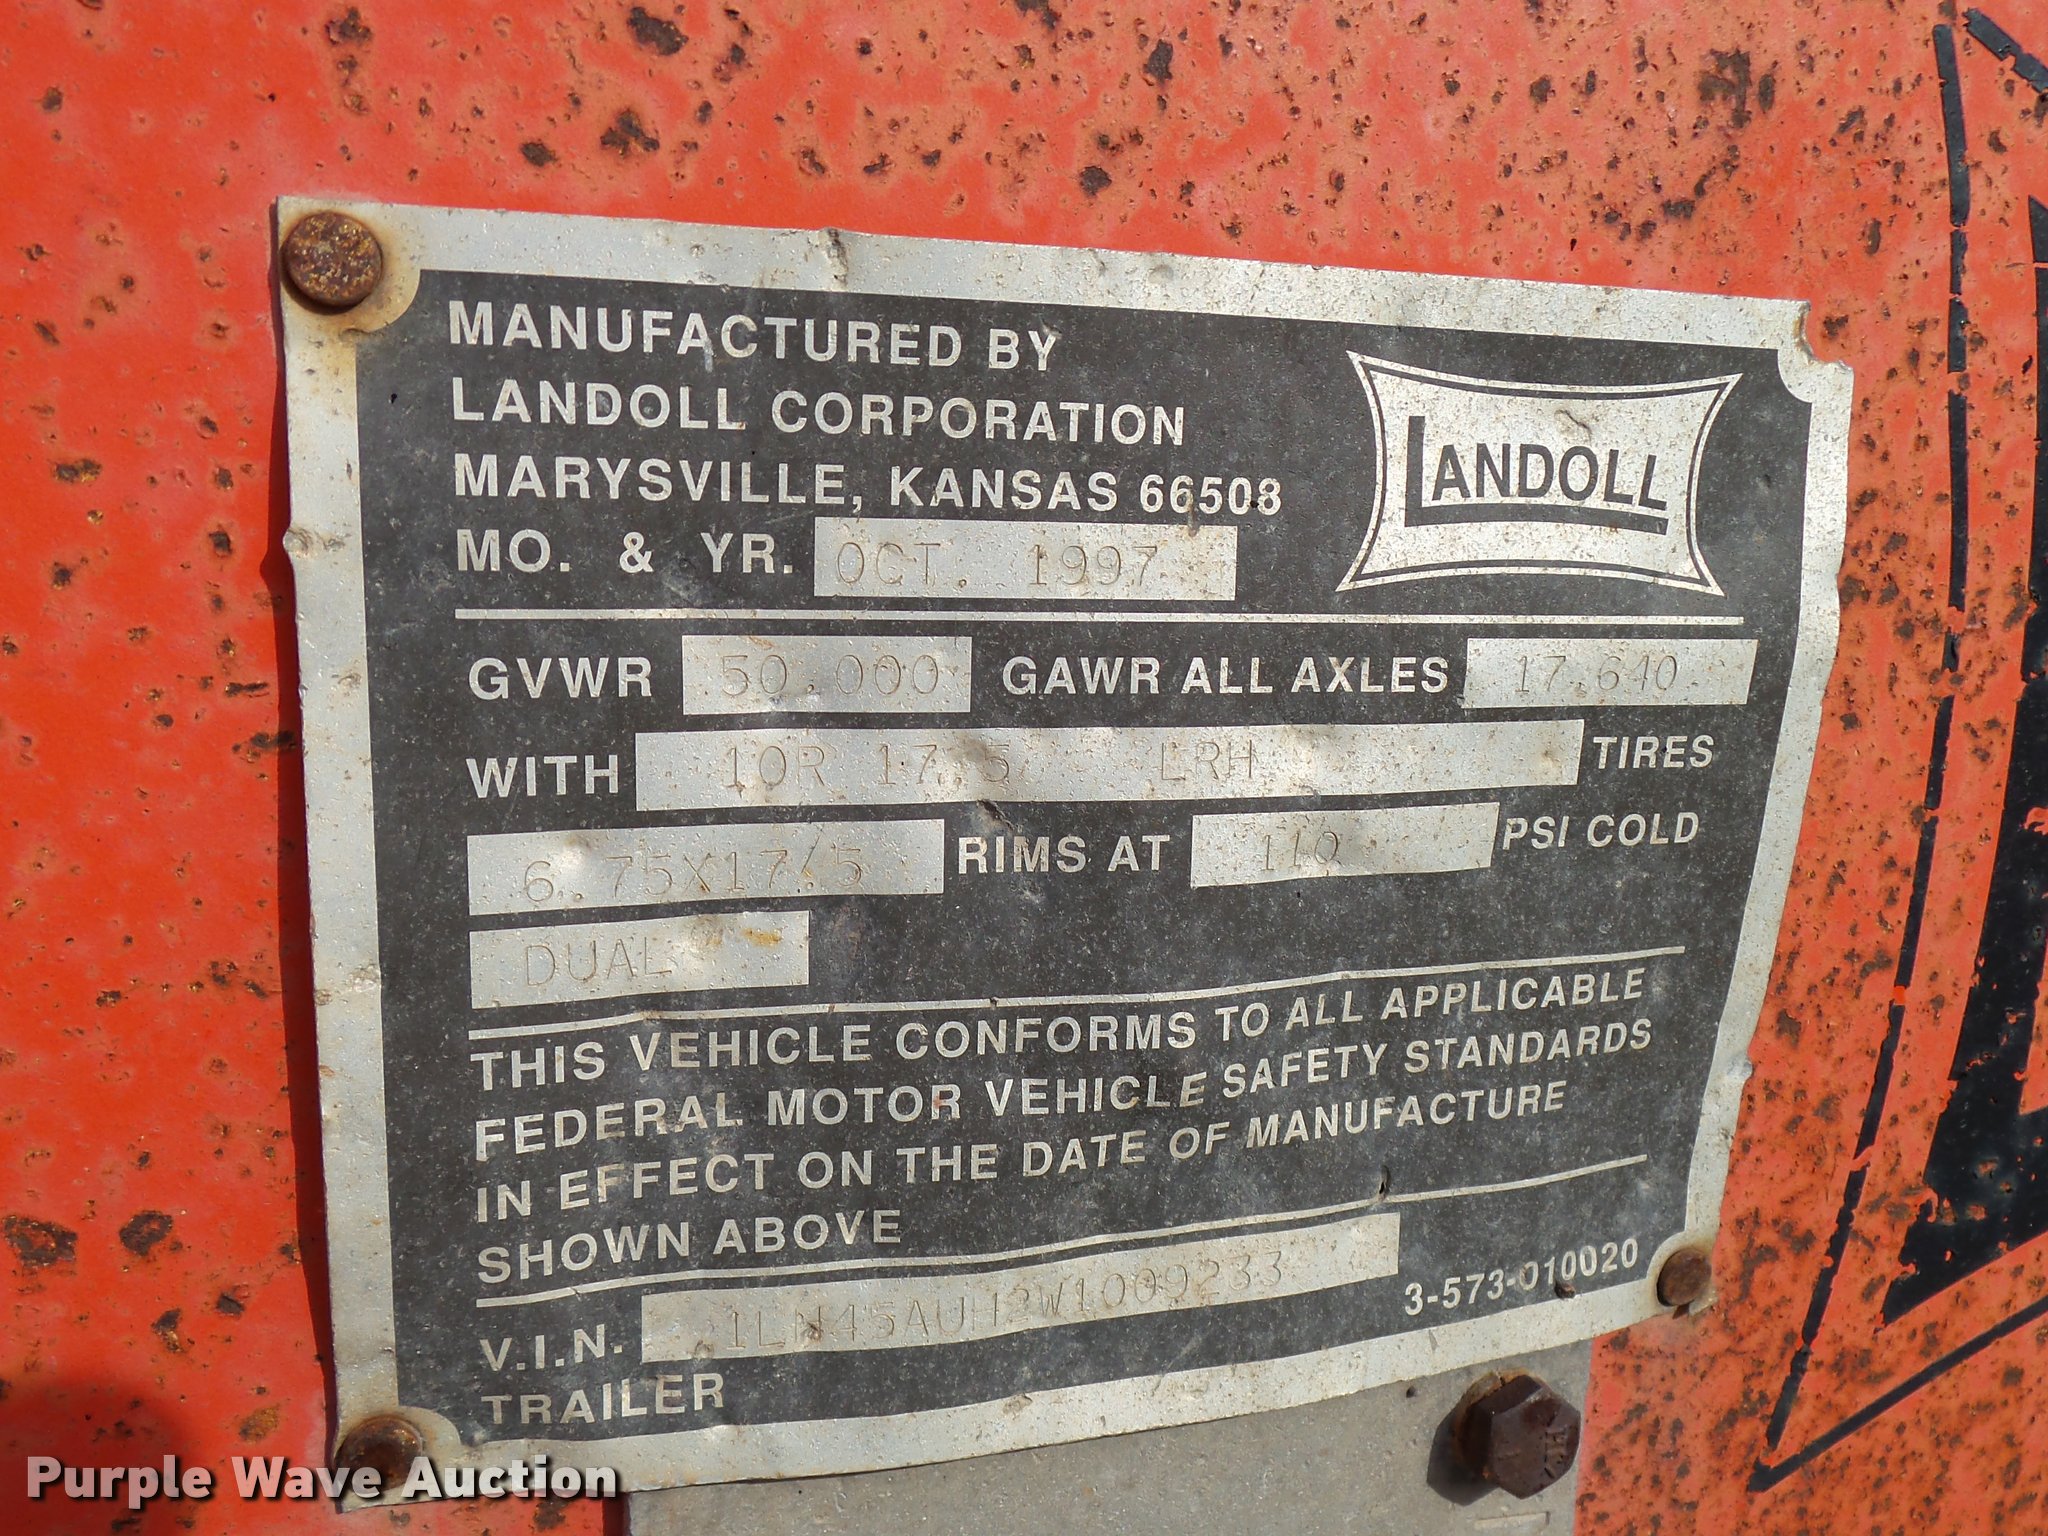 MANUFACTURED BY
LANDOLL CORPORATION
MARYSVILLE, KANSAS 66508
MO. & YR. OCT. 1997
LANDOLL
GVWR 50.000 GAWR ALL AXLES 17.640
WITH 10R 17.5 LRH TIRES
6.75X17.5 RIMS AT 110 PSI COLD
DUAL
THIS VEHICLE CONFORMS TO ALL APPLICABLE
FEDERAL MOTOR VEHICLE SAFETY STANDARDS
IN EFFECT ON THE DATE OF MANUFACTURE
SHOWN ABOVE
V.I.N. 1LH45AUH2W1009233
3-573-010020
TRAILER
Purple Wave Auction